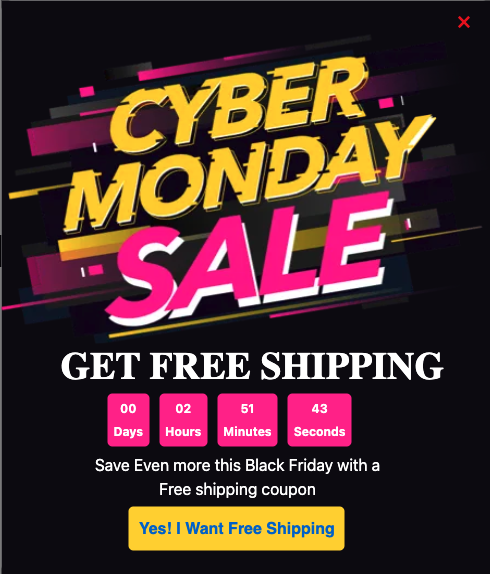 CYBER
MONDAY
SALE
GET FREE SHIPPING
00 02 51 43
Days Hours Minutes Seconds
Save Even more this Black Friday with a
Free shipping coupon
Yes! I Want Free Shipping